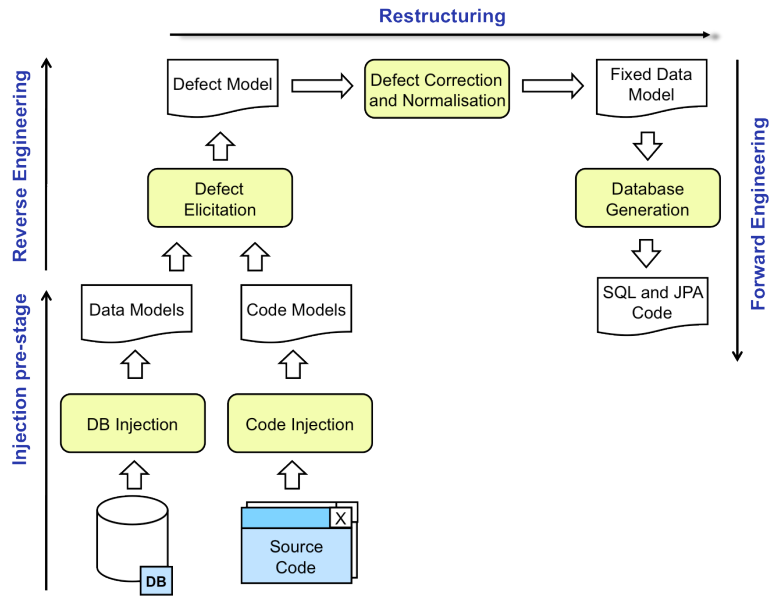 Restructuring
Reverse Engineering
Defect Model
Defect Correction
and Normalisation
Fixed Data
Model
Forward Engineering
Defect
Elicitation
Database
Generation
Injection pre-stage
Data Models
Code Models
SQL and JPA
Code
DB Injection
Code Injection
X
Source
Code
DB